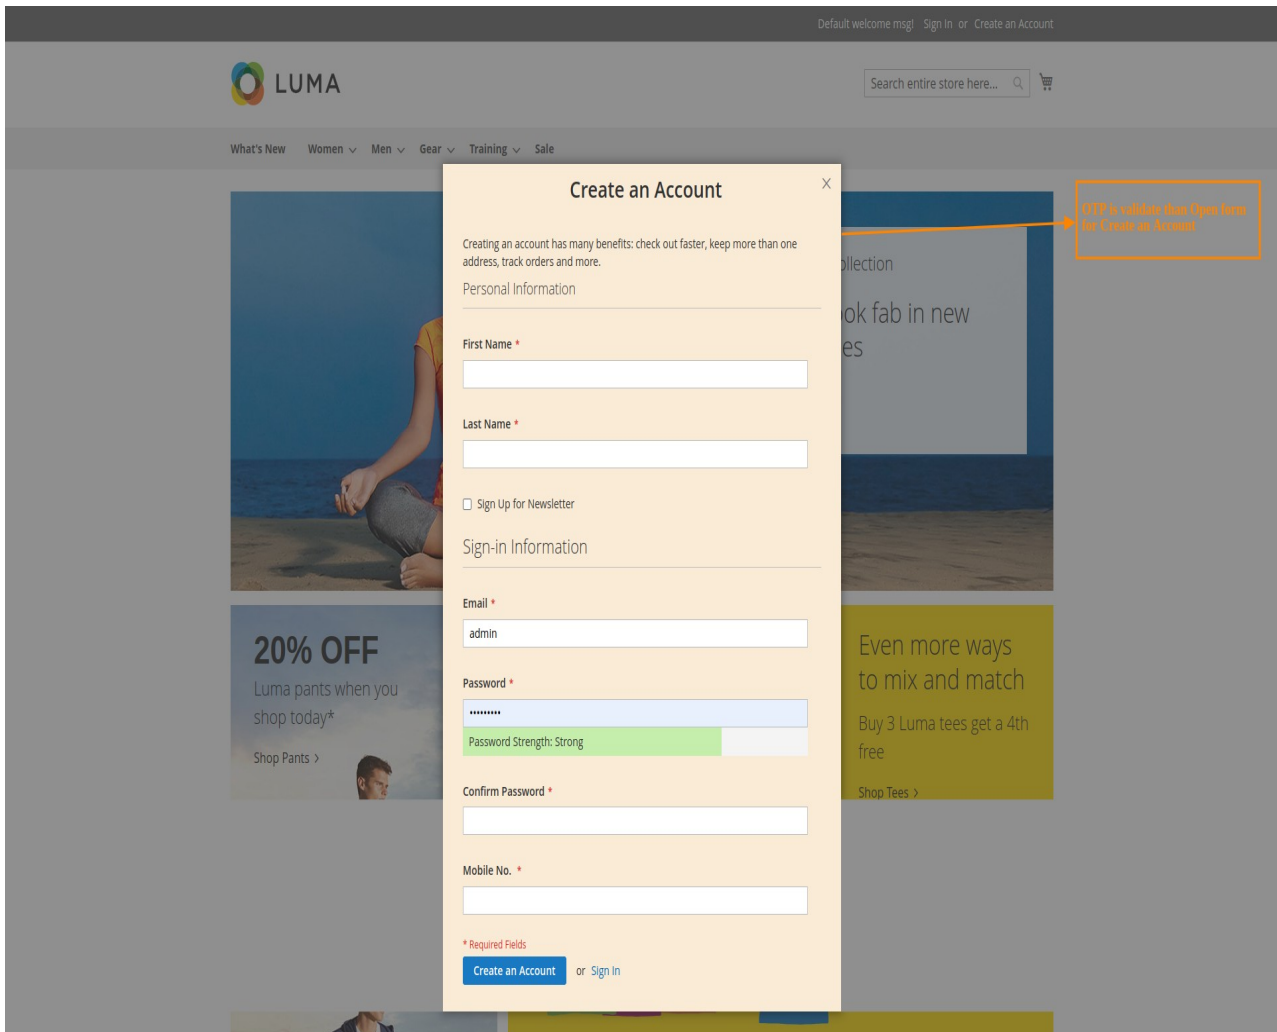 Default welcome msg! Sign In or Create an Account
LUMA
Search entire store here...
What's New Women Men Gear Training Sale
Create an Account
X
OTP is validate than Open form
for Create an Account
Creating an account has many benefits: check out faster, keep more than one
address, track orders and more.
ollection
Personal Information
ok fab in new
es
First Name *
Last Name *
Sign Up for Newsletter
Sign-in Information
Email *
admin
20% OFF
Luma pants when you
shop today*
Shop Pants >
Even more ways
to mix and match
Buy 3 Luma tees get a 4th
free
Shop Tees >
Password *
•••••••••
Password Strength: Strong
Confirm Password *
Mobile No. *
* Required Fields
Create an Account or Sign In